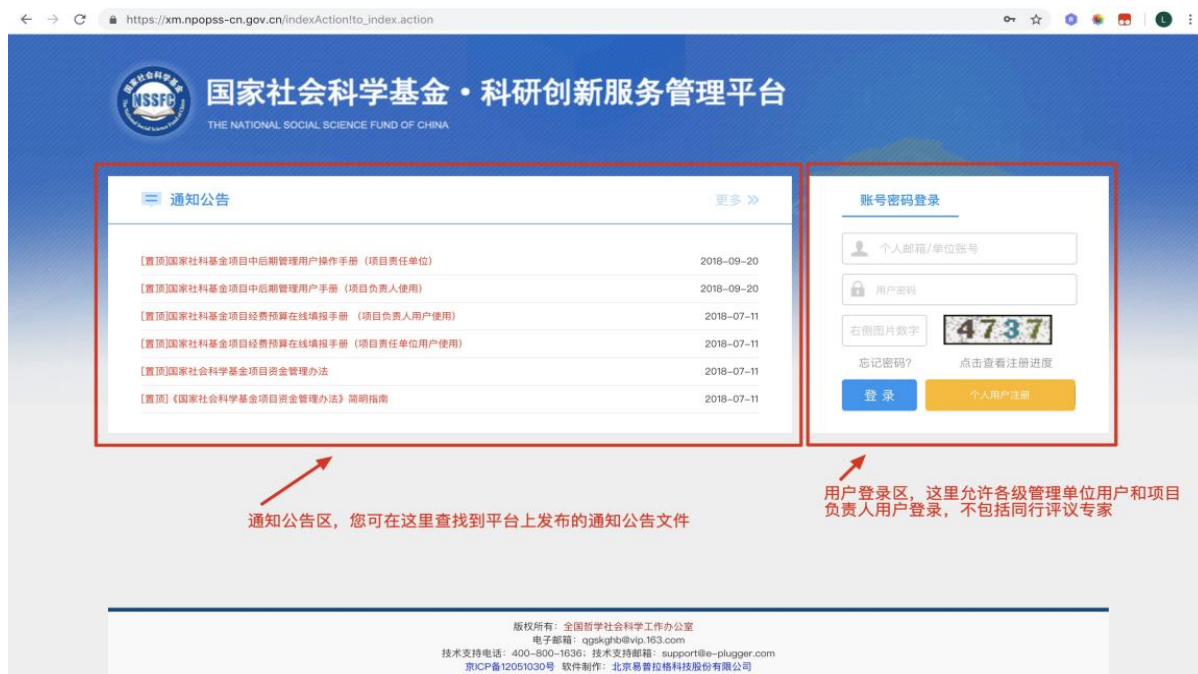 https://xm.npopss-cn.gov.cn/indexAction!to_index.action
L
NSSFC
国家社会科学基金·科研创新服务管理平台
THE NATIONAL SOCIAL SCIENCE FUND OF CHINA
通知公告
更多
[置顶]国家社科基金项目中后期管理用户操作手册（项目责任单位）
2018-09-20
[置顶]国家社科基金项目中后期管理用户手册（项目负责人使用）
2018-09-20
[置顶]国家社科基金项目经费预算在线填报手册 （项目负责人用户使用）
2018-07-11
[置顶]国家社科基金项目经费预算在线填报手册（项目责任单位用户使用）
2018-07-11
[置顶]国家社会科学基金项目资金管理办法
2018-07-11
[置顶]《国家社会科学基金项目资金管理办法》简明指南
2018-07-11
账号密码登录
个人邮箱/单位账号
用户密码
右侧图片数字
4737
忘记密码?
点击查看注册进度
登 录
个人用户注册
通知公告区，您可在这里查找到平台上发布的通知公告文件
用户登录区，这里允许各级管理单位用户和项目
负责人用户登录，不包括同行评议专家
版权所有：全国哲学社会科学工作办公室
电子邮箱：qgskghb@vip.163.com
技术支持电话：400-800-1636；技术支持邮箱：support@e-plugger.com
京ICP备12051030号 软件制作：北京易普拉格科技股份有限公司